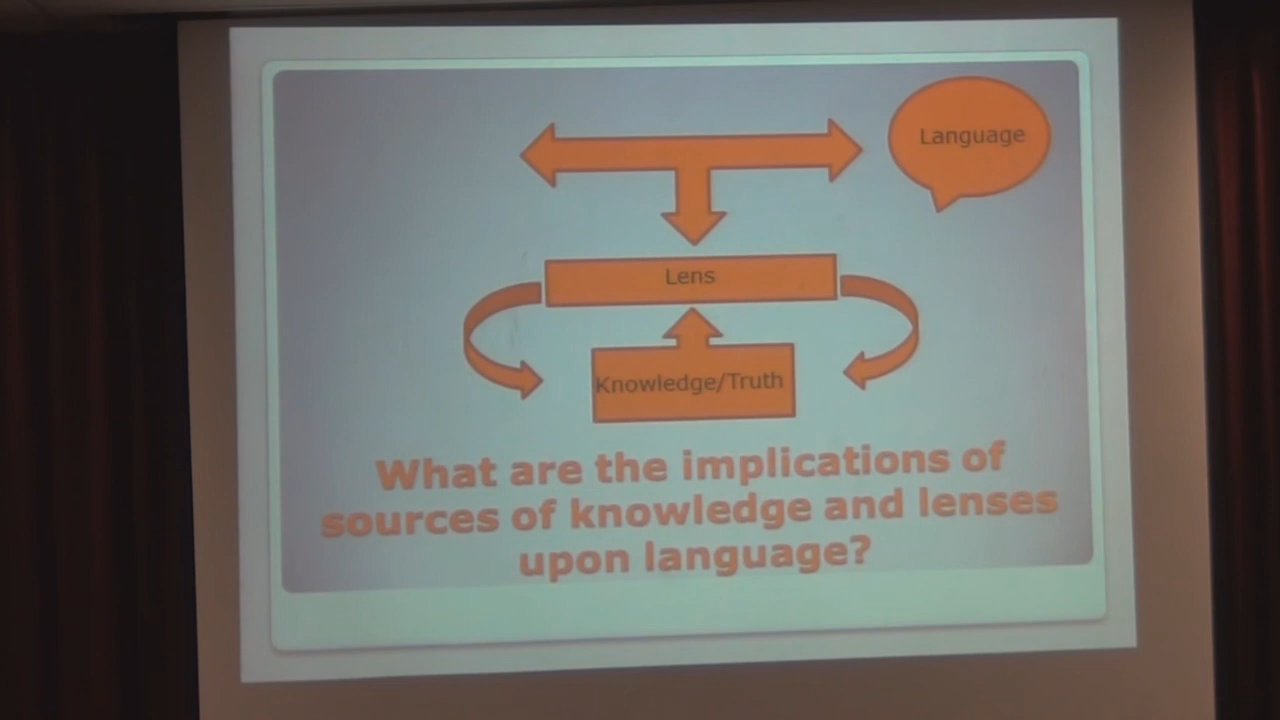 Language
Lens
Knowledge/Truth
What are the implications of
sources of knowledge and lenses
upon language?